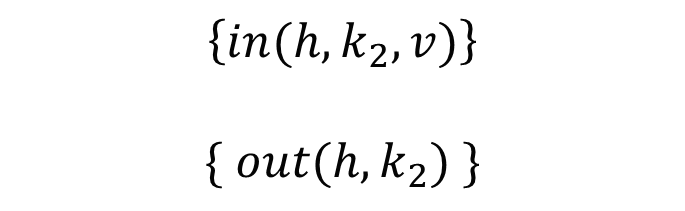 {𝑖𝑛(ℎ, 𝑘₂, 𝑣)}
{ 𝑜𝑢𝑡(ℎ, 𝑘₂) }